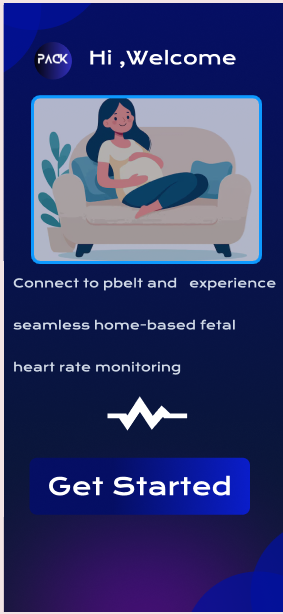 PACK
Hi ,Welcome
Connect to pbelt and experience
seamless home-based fetal
heart rate monitoring
Get Started